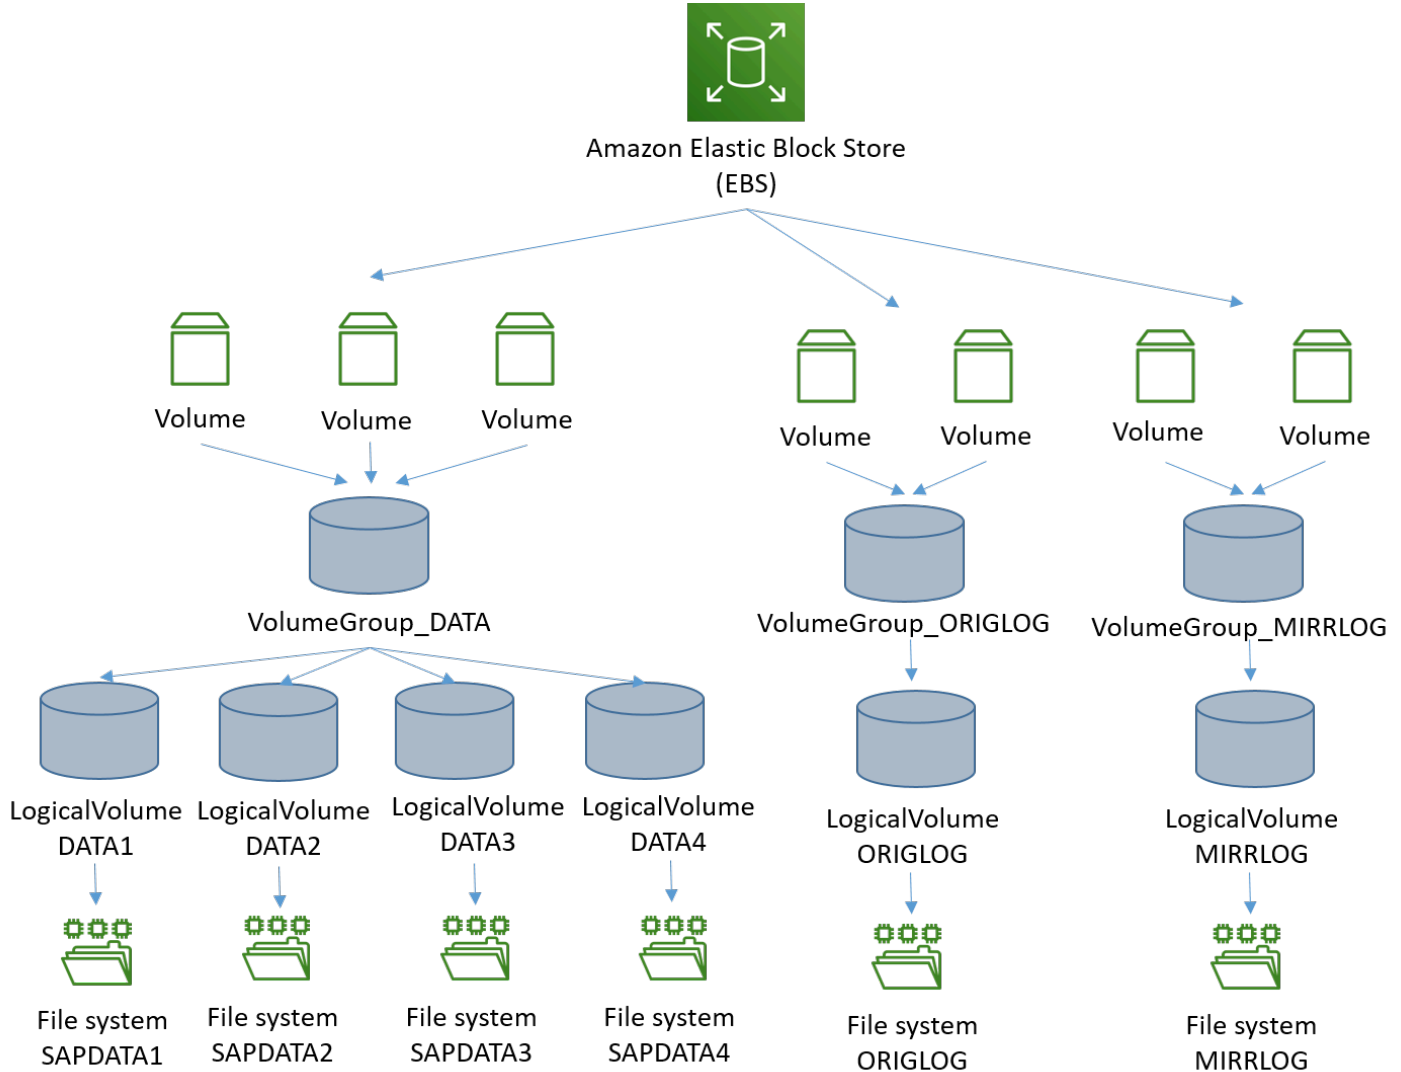 Amazon Elastic Block Store
(EBS)
Volume
Volume
Volume
Volume
Volume
Volume
Volume
VolumeGroup_DATA
VolumeGroup_ORIGLOG
VolumeGroup_MIRRLOG
LogicalVolume
DATA1
LogicalVolume
DATA2
LogicalVolume
DATA3
LogicalVolume
DATA4
LogicalVolume
ORIGLOG
LogicalVolume
MIRRLOG
File system
SAPDATA1
File system
SAPDATA2
File system
SAPDATA3
File system
SAPDATA4
File system
ORIGLOG
File system
MIRRLOG